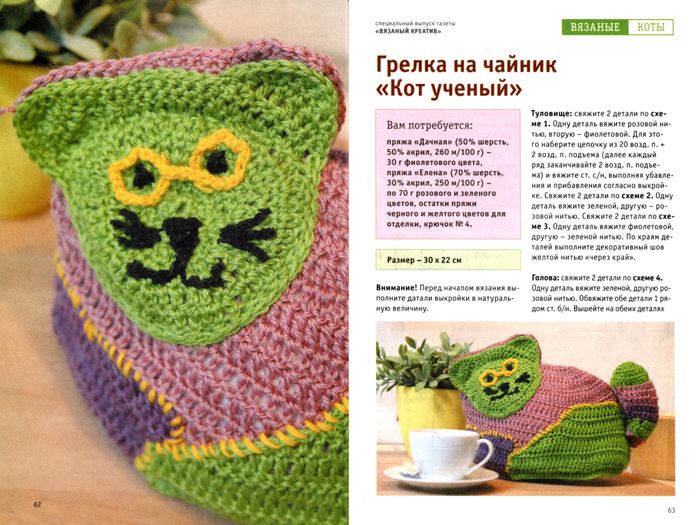 62
специальный выпуск газеты
«ВЯЗАНЫЙ КРЕАТИВ»
ВЯЗАНЫЕ КОТЫ
Грелка на чайник
«Кот ученый»
Вам потребуется:
пряжа «Дачная» (50% шерсть,
50% акрил, 260 м/100 г) –
30 г фиолетового цвета,
пряжа «Елена» (70% шерсть,
30% акрил, 250 м/100 г) –
по 70 г розового и зеленого
цветов, остатки пряжи
черного и желтого цветов для
отделки, крючок № 4.
Размер – 30 х 22 см
Внимание! Перед началом вязания вы-
полните датали выкройки в натураль-
ную величину.
Туловище: свяжите 2 детали по схе-
ме 1. Одну деталь вяжите розовой ни-
тью, вторую – фиолетовой. Для это-
го наберите цепочку из 20 возд. п. +
2 возд. п. подъема (далее каждый
ряд заканчивайте 2 возд. п. подъе-
ма) и вяжите ст. с/н, выполняя убавле-
ния и прибавления согласно выкрой-
ке. Свяжите 2 детали по схеме 2. Одну
деталь вяжите зеленой, другую – ро-
зовой нитью. Свяжите 2 детали по схе-
ме 3. Одну деталь вяжите фиолетовой,
другую – зеленой нитью. По краям де-
талей выполните декоративный шов
желтой нитью «через край».
Голова: свяжите 2 детали по схеме 4.
Одну деталь вяжите зеленой, другую ро-
зовой нитью. Обвяжите обе детали 1 ря-
дом ст. б/н. Вышейте на обеих деталях
63